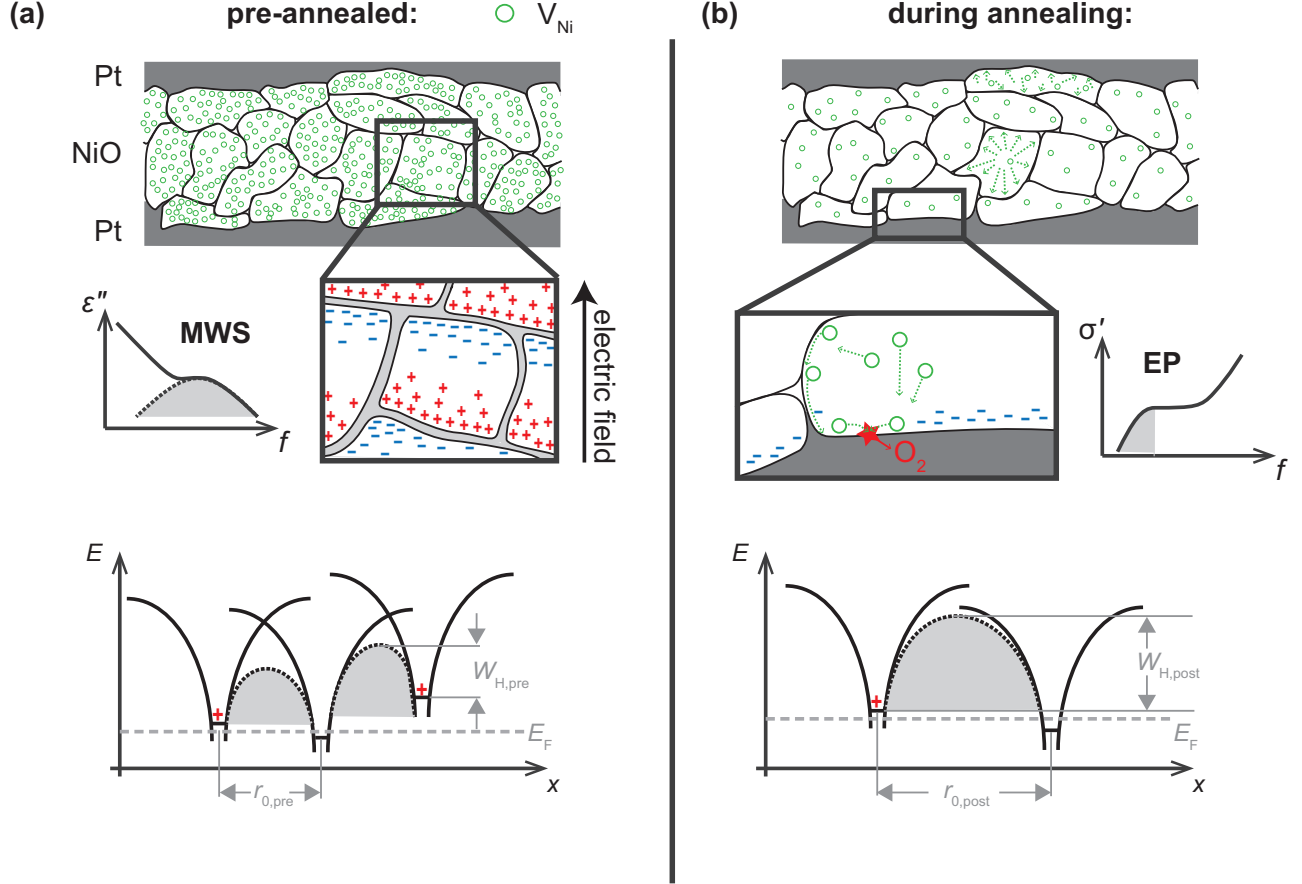 (a)
pre-annealed:
V_Ni
Pt
NiO
Pt
ε″
MWS
f
electric field
E
W_H,pre
E_F
r_0,pre
x
(b)
during annealing:
σ′
EP
f
O_2
E
W_H,post
E_F
r_0,post
x